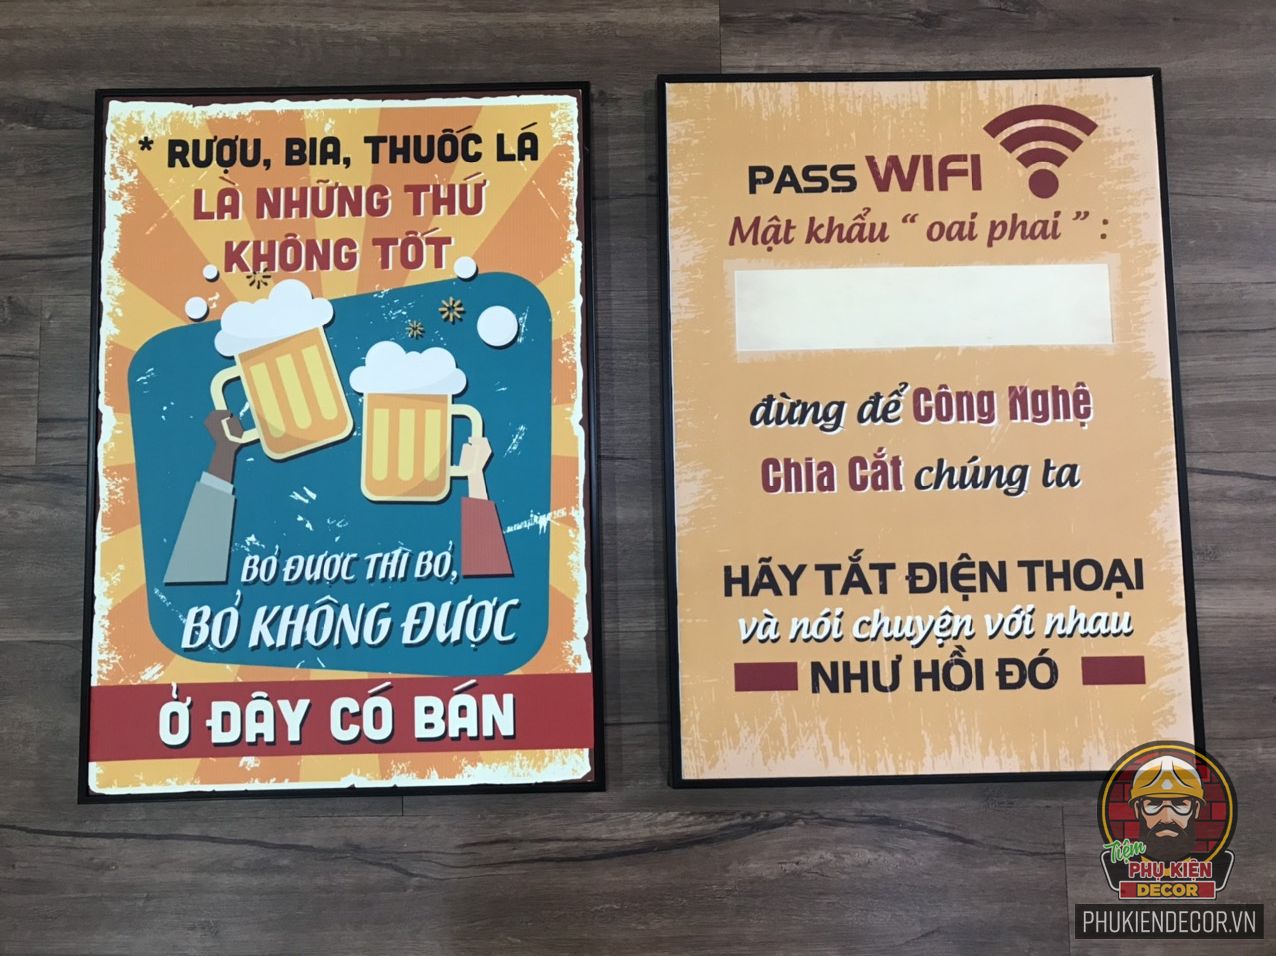 * RƯỢU, BIA, THUỐC LÁ
LÀ NHỮNG THỨ
KHÔNG TỐT
BỎ ĐƯỢC THÌ BỎ,
BỎ KHÔNG ĐƯỢC
Ở ĐÂY CÓ BÁN
PASS WIFI
Mật khẩu “ oai phai ” :
đừng để Công Nghệ
Chia Cắt chúng ta
HÃY TẮT ĐIỆN THOẠI
và nói chuyện với nhau
NHƯ HỒI ĐÓ
Tiệm
PHỤ KIỆN
DECOR
PHUKIENDECOR.VN